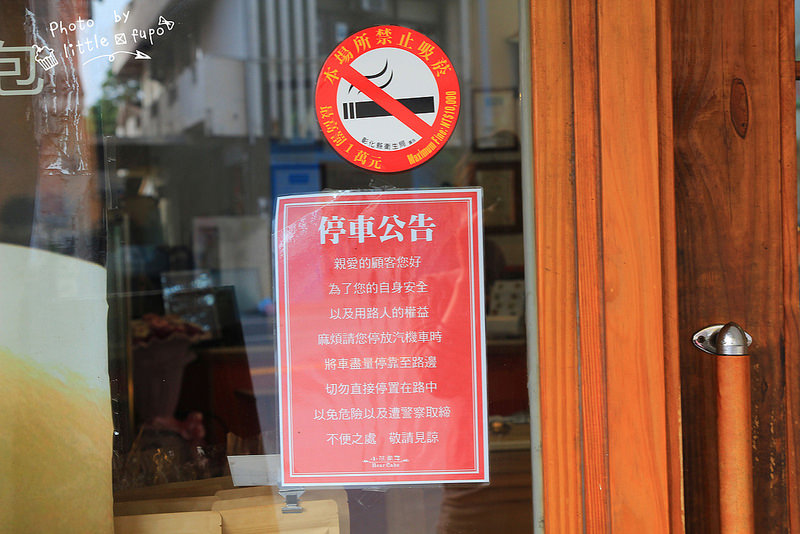 Photo by
little fupo
包
本場所禁止吸菸
彰化縣衛生局
最高罰1萬元 Maximum Fine: NT$10,000
停車公告
親愛的顧客您好
為了您的自身安全
以及用路人的權益
麻煩請您停放汽機車時
將車盡量停靠至路邊
切勿直接停置在路中
以免危險以及遭警察取締
不便之處 敬請見諒
Bear Cake